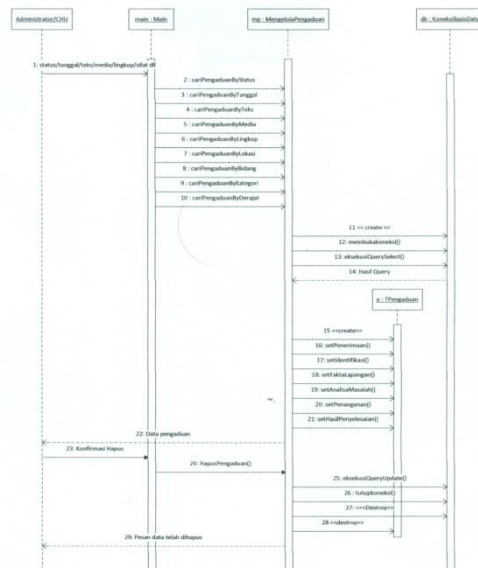 Administrator/CHU
main : Main
mp : MengelolaPengaduan
db : KoneksiBasisData
1: status/tanggal/teks/media/lingkup/sifat dll
2 : cariPengaduanByStatus
3 : cariPengaduanByTanggal
4 : cariPengaduanByTeks
5 : cariPengaduanByMedia
6 : cariPengaduanByLingkup
7 : cariPengaduanByLokasi
8 : cariPengaduanByBidang
9 : cariPengaduanByKategori
10 : cariPengaduanByDerajat
11 << create >>
12: membukakoneksi()
13: eksekusiQuerySelect()
14: Hasil Query
p : TPengaduan
15 <<create>>
16: setPenerimaan()
17: setIdentifikasi()
18: setFaktaLapangan()
19: setAnalisaMasalah()
20: setPenanganan()
21: setHasilPenyelesaian()
22: Data pengaduan
23: Konfirmasi Hapus
24: HapusPengaduan()
25: eksekusiQueryUpdate()
26 : tutupkoneksi()
27: <<Destroy>>
28 <<destroy>>
29: Pesan data telah dihapus